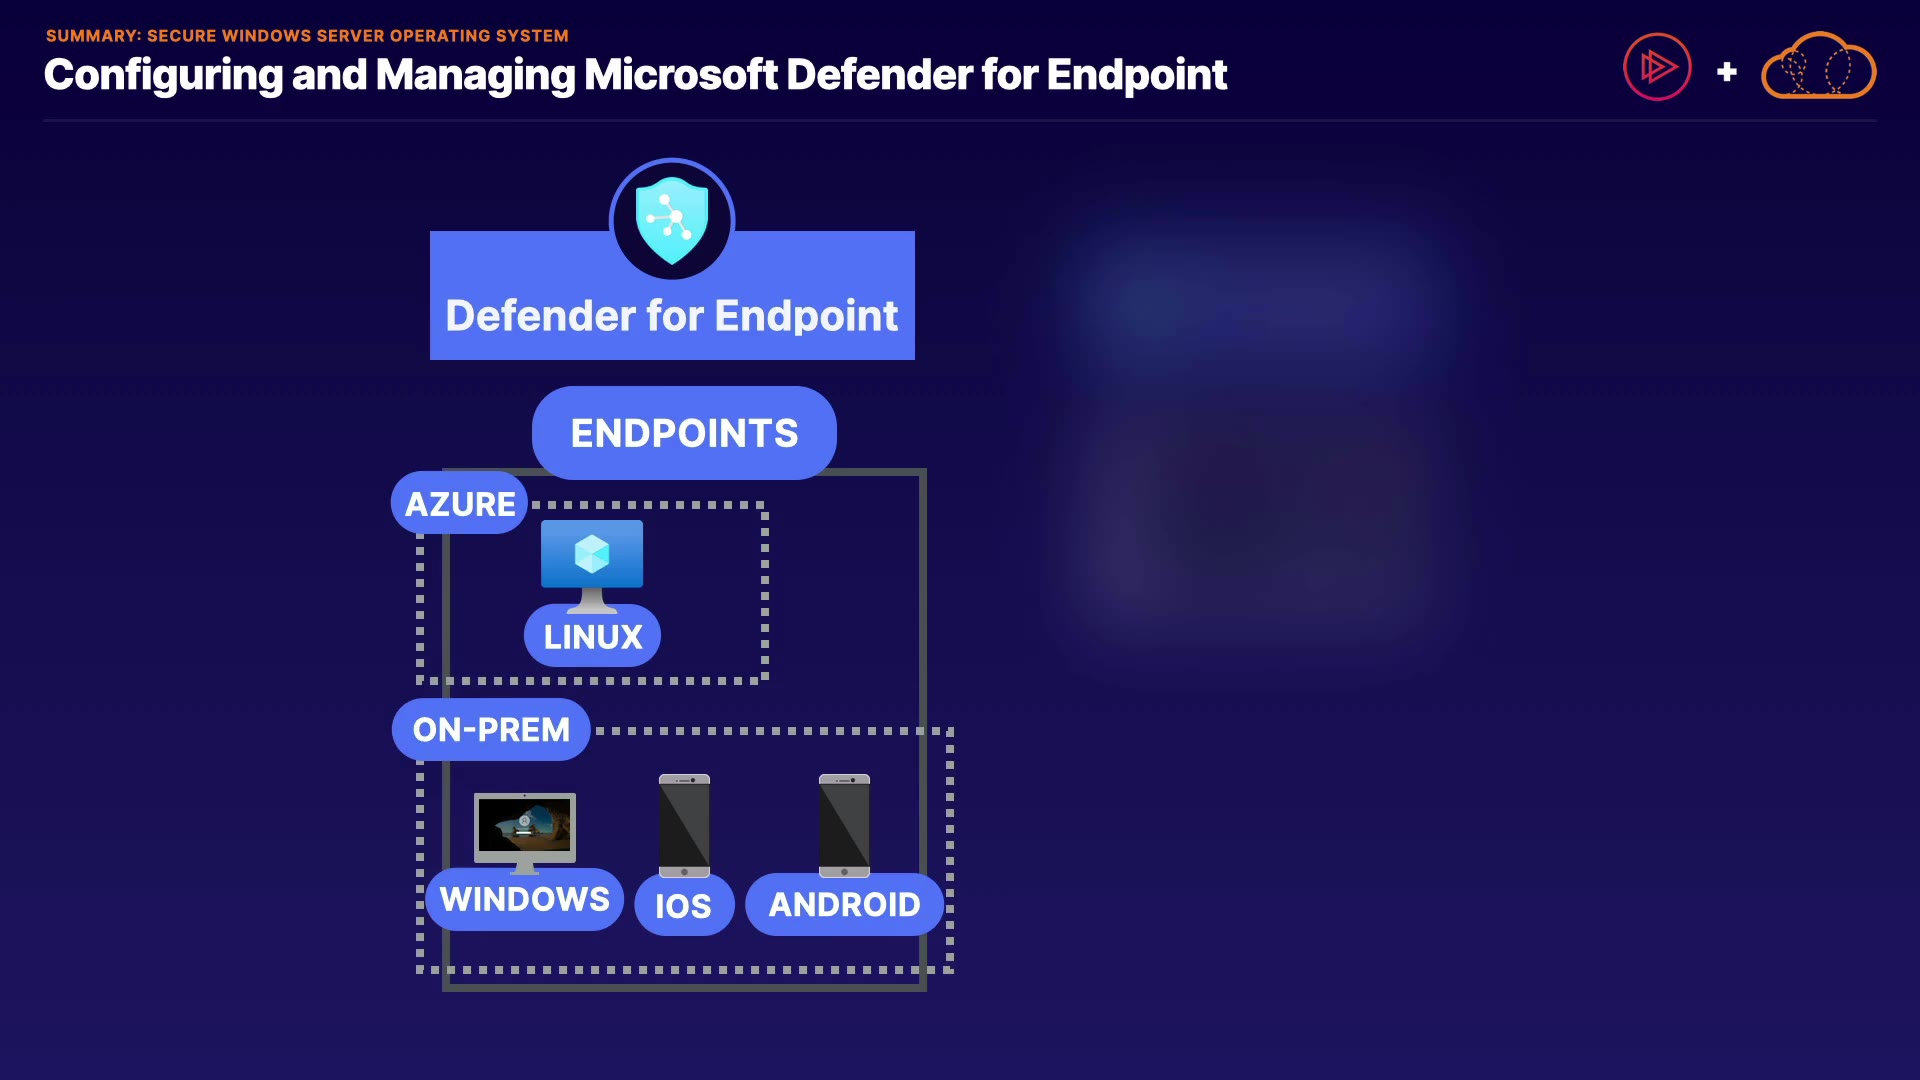 SUMMARY: SECURE WINDOWS SERVER OPERATING SYSTEM
Configuring and Managing Microsoft Defender for Endpoint
Defender for Endpoint
ENDPOINTS
AZURE
LINUX
ON-PREM
WINDOWS
IOS
ANDROID